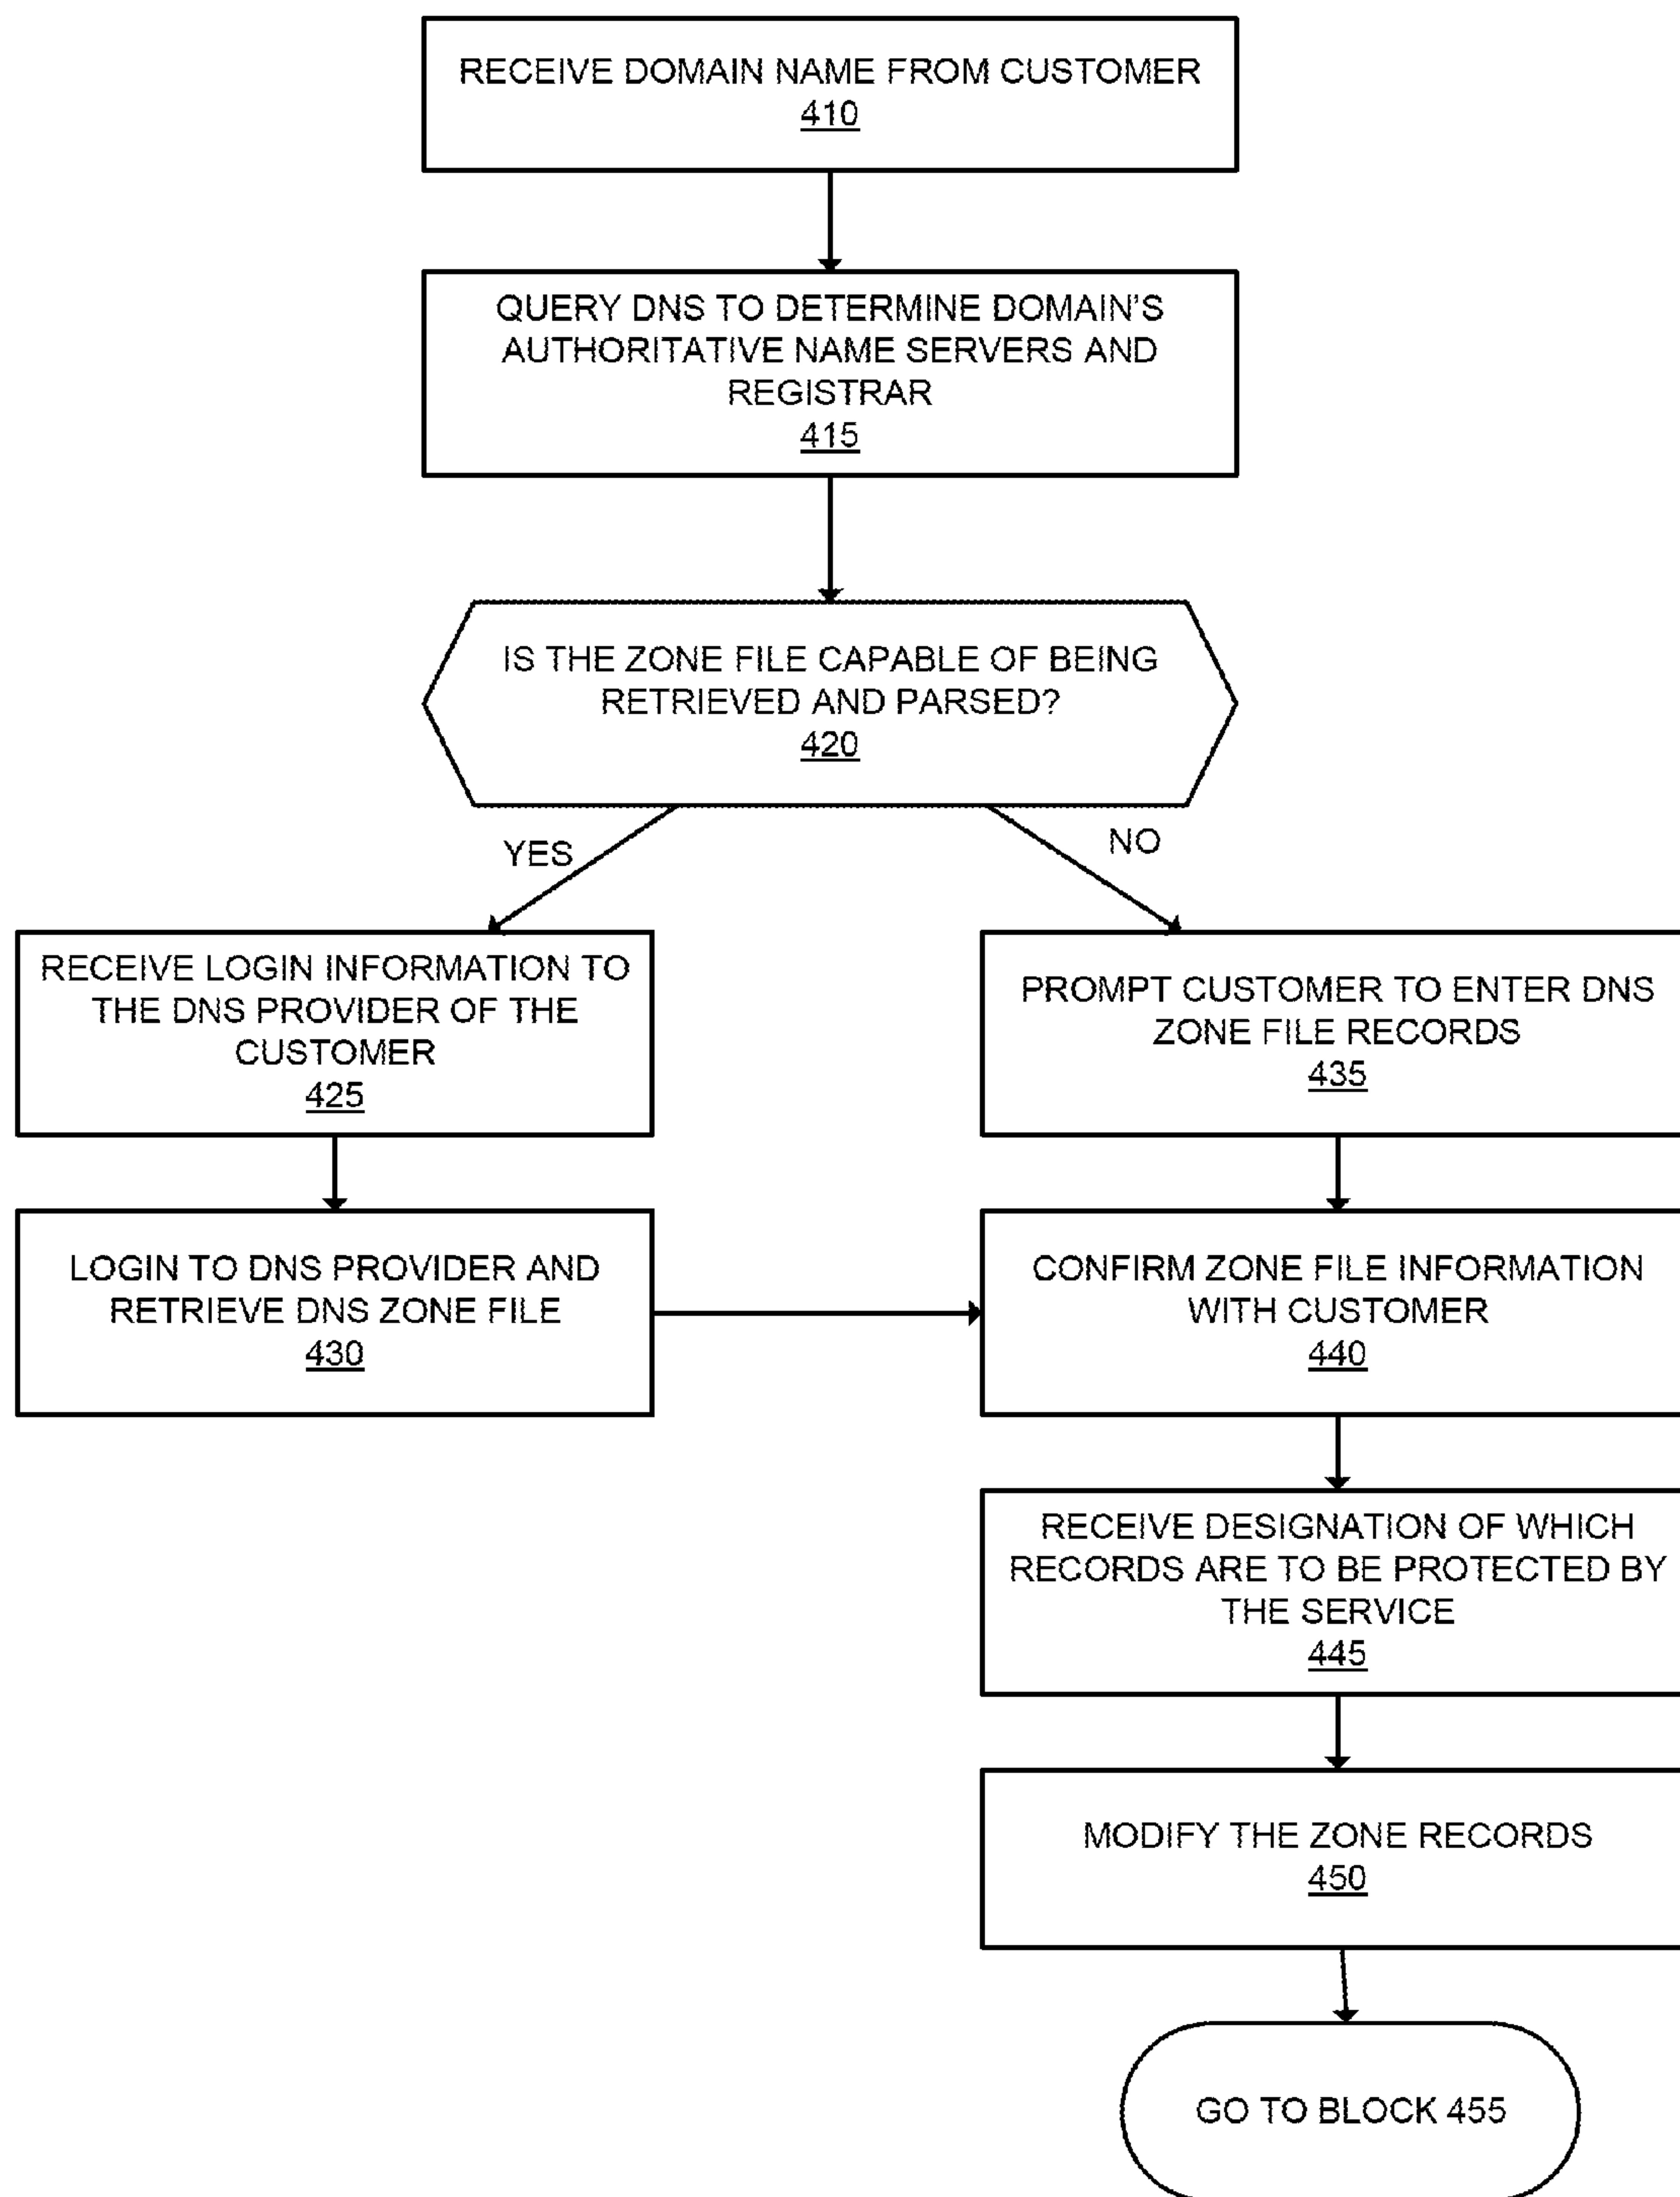 RECEIVE DOMAIN NAME FROM CUSTOMER
410
QUERY DNS TO DETERMINE DOMAIN'S
AUTHORITATIVE NAME SERVERS AND
REGISTRAR
415
IS THE ZONE FILE CAPABLE OF BEING
RETRIEVED AND PARSED?
420
YES
NO
RECEIVE LOGIN INFORMATION TO
THE DNS PROVIDER OF THE
CUSTOMER
425
PROMPT CUSTOMER TO ENTER DNS
ZONE FILE RECORDS
435
LOGIN TO DNS PROVIDER AND
RETRIEVE DNS ZONE FILE
430
CONFIRM ZONE FILE INFORMATION
WITH CUSTOMER
440
RECEIVE DESIGNATION OF WHICH
RECORDS ARE TO BE PROTECTED BY
THE SERVICE
445
MODIFY THE ZONE RECORDS
450
GO TO BLOCK 455